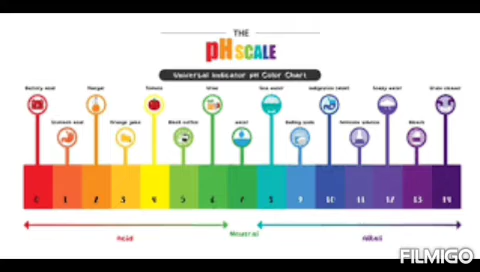 THE
pH SCALE
Universal Indicator pH Color Chart
Battery acid Vinegar Tomato Urine Sea water Indigestion tablet Soapy water Drain cleaner
Stomach acid Orange juice Black coffee water Baking soda Ammonia solution Bleach
0 1 2 3 4 5 6 7 8 9 10 11 12 13 14
Acid Neutral Alkali
FILMIGO